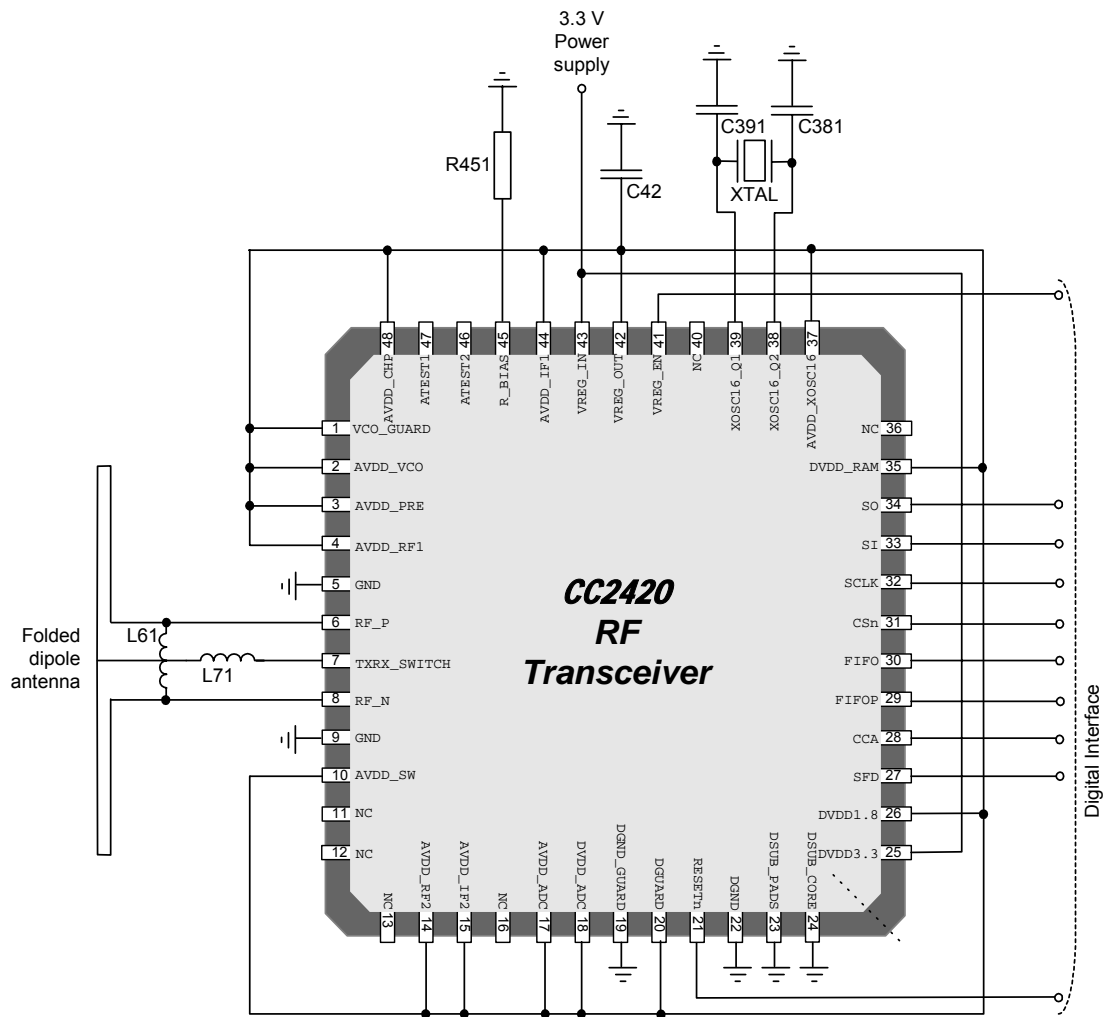 3.3 V
Power
supply
C391
C381
R451
C42
XTAL
48
47
46
45
44
43
42
41
40
39
38
37
AVDD_CHP
ATEST1
ATEST2
R_BIAS
AVDD_IF1
VREG_IN
VREG_OUT
VREG_EN
NC
XOSC16_Q1
XOSC16_Q2
AVDD_XOSC16
1 VCO_GUARD
2 AVDD_VCO
3 AVDD_PRE
4 AVDD_RF1
5 GND
6 RF_P
7 TXRX_SWITCH
8 RF_N
9 GND
10 AVDD_SW
11 NC
12 NC
Folded
dipole
antenna
L61
L71
CC2420
RF
Transceiver
NC 36
DVDD_RAM 35
SO 34
SI 33
SCLK 32
CSn 31
FIFO 30
FIFOP 29
CCA 28
SFD 27
DVDD1.8 26
DVDD3.3 25
Digital Interface
NC
AVDD_RF2
AVDD_IF2
NC
AVDD_ADC
DVDD_ADC
DGND_GUARD
DGUARD
RESETn
DGND
DSUB_PADS
DSUB_CORE
13
14
15
16
17
18
19
20
21
22
23
24